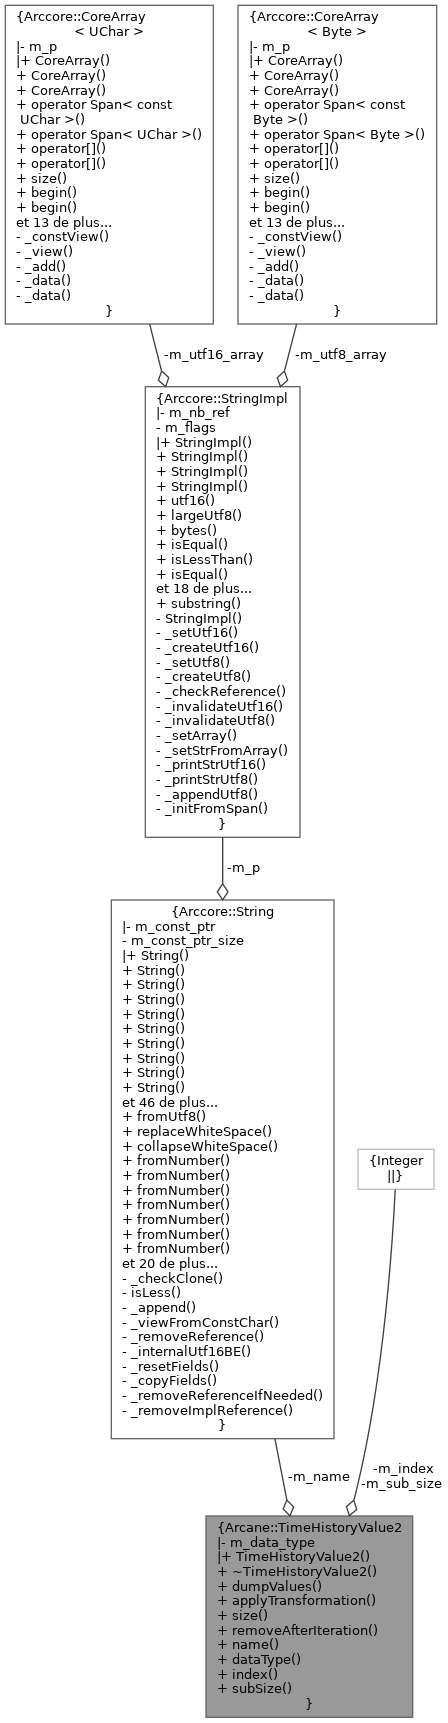 {Arccore::CoreArray
< UChar >
|- m_p
|+ CoreArray()
+ CoreArray()
+ CoreArray()
+ operator Span< const
UChar >()
+ operator Span< UChar >()
+ operator[]()
+ operator[]()
+ size()
+ begin()
+ begin()
et 13 de plus...
- _constView()
- _view()
- _add()
- _data()
- _data()
}
{Arccore::CoreArray
< Byte >
|- m_p
|+ CoreArray()
+ CoreArray()
+ CoreArray()
+ operator Span< const
Byte >()
+ operator Span< Byte >()
+ operator[]()
+ operator[]()
+ size()
+ begin()
+ begin()
et 13 de plus...
- _constView()
- _view()
- _add()
- _data()
- _data()
}
-m_utf16_array
-m_utf8_array
{Arccore::StringImpl
|- m_nb_ref
- m_flags
|+ StringImpl()
+ StringImpl()
+ StringImpl()
+ StringImpl()
+ utf16()
+ largeUtf8()
+ bytes()
+ isEqual()
+ isLessThan()
+ isEqual()
et 18 de plus...
+ substring()
- StringImpl()
- _setUtf16()
- _createUtf16()
- _setUtf8()
- _createUtf8()
- _checkReference()
- _invalidateUtf16()
- _invalidateUtf8()
- _setArray()
- _setStrFromArray()
- _printStrUtf16()
- _printStrUtf8()
- _appendUtf8()
- _initFromSpan()
}
-m_p
{Arccore::String
|- m_const_ptr
- m_const_ptr_size
|+ String()
+ String()
+ String()
+ String()
+ String()
+ String()
+ String()
+ String()
+ String()
+ String()
et 46 de plus...
+ fromUtf8()
+ replaceWhiteSpace()
+ collapseWhiteSpace()
+ fromNumber()
+ fromNumber()
+ fromNumber()
+ fromNumber()
+ fromNumber()
+ fromNumber()
+ fromNumber()
et 20 de plus...
- _checkClone()
- isLess()
- _append()
- _viewFromConstChar()
- _removeReference()
- _internalUtf16BE()
- _resetFields()
- _copyFields()
- _removeReferenceIfNeeded()
- _removeImplReference()
}
{Integer
||}
-m_name
-m_index
-m_sub_size
{Arcane::TimeHistoryValue2
|- m_data_type
|+ TimeHistoryValue2()
+ ~TimeHistoryValue2()
+ dumpValues()
+ applyTransformation()
+ size()
+ removeAfterIteration()
+ name()
+ dataType()
+ index()
+ subSize()
}